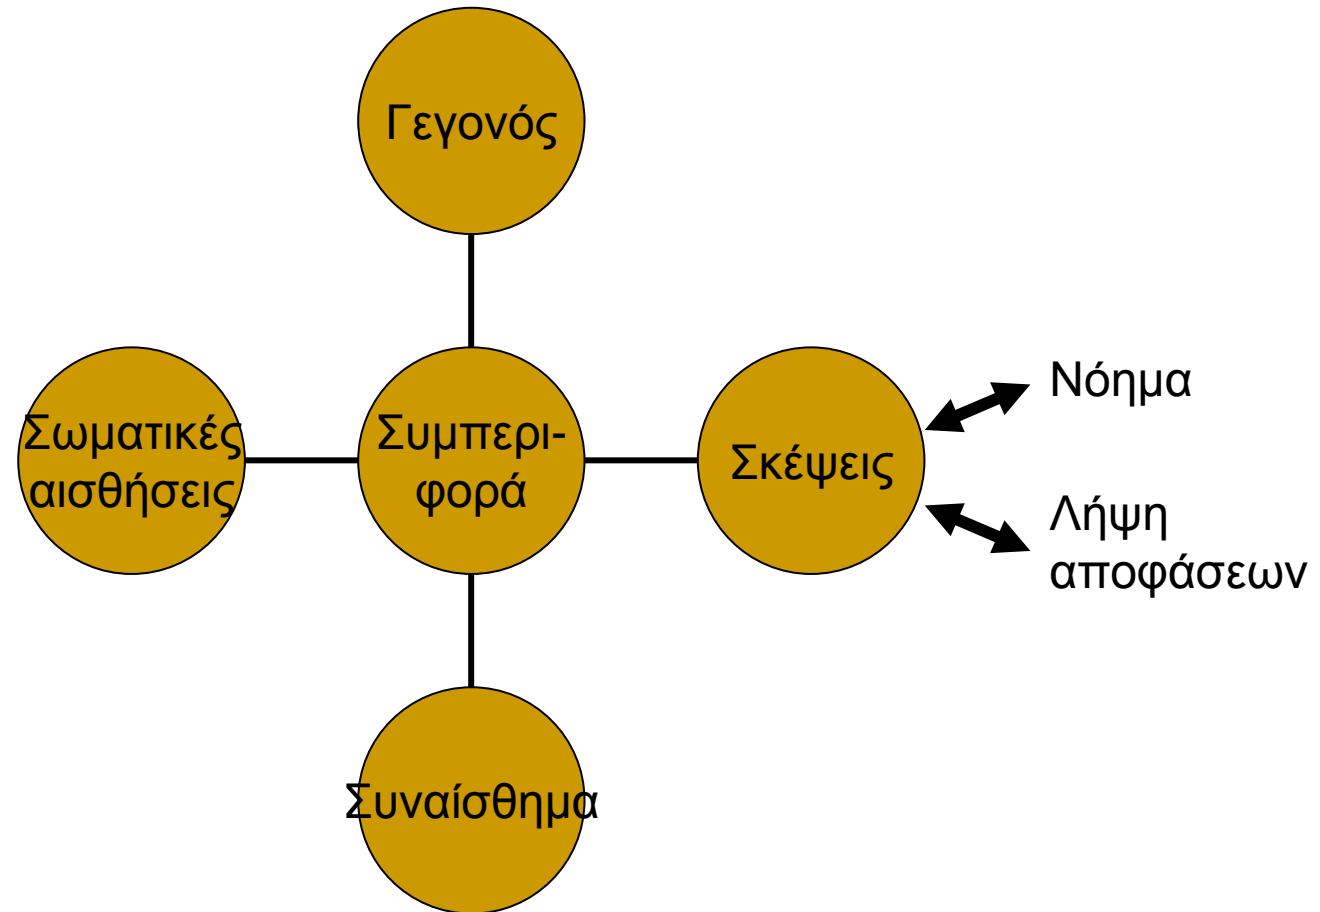 Γεγονός
Σωματικές
αισθήσεις
Συμπερι-
φορά
Σκέψεις
Νόημα
Λήψη
αποφάσεων
Συναίσθημα